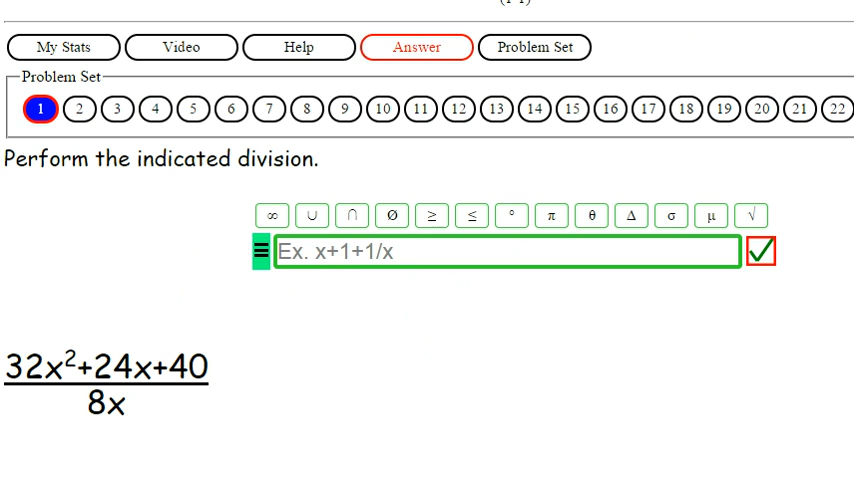 My Stats Video Help Answer Problem Set
Problem Set
1 2 3 4 5 6 7 8 9 10 11 12 13 14 15 16 17 18 19 20 21 22
Perform the indicated division.
∞ ∪ ∩ Ø ≥ ≤ ° π θ Δ σ μ √
Ex. x+1+1/x
32x²+24x+40
8x